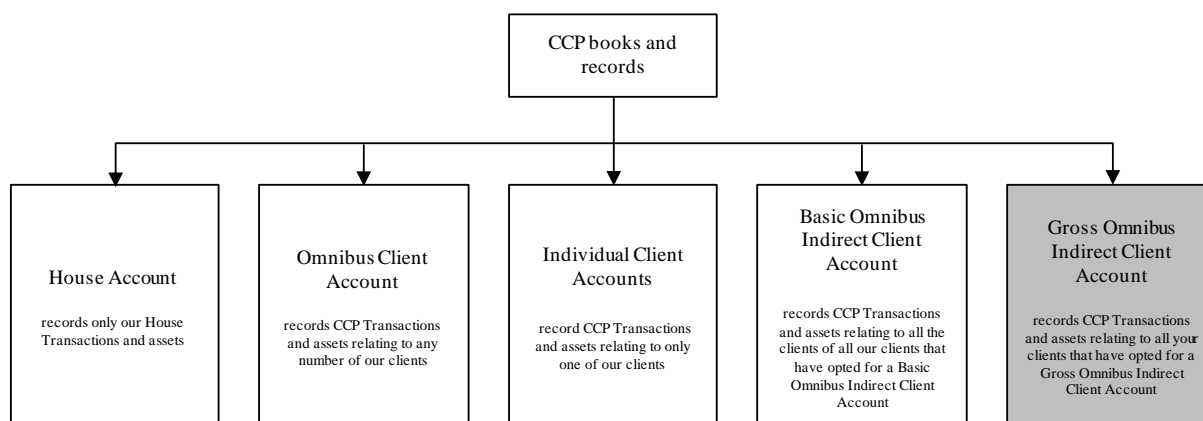 CCP books and
records
House Account
records only our House
Transactions and assets
Omnibus Client
Account
records CCP Transactions
and assets relating to any
number of our clients
Individual Client
Accounts
record CCP Transactions
and assets relating to only
one of our clients
Basic Omnibus
Indirect Client
Account
records CCP Transactions
and assets relating to all the
clients of all our clients that
have opted for a Basic
Omnibus Indirect Client
Account
Gross Omnibus
Indirect Client
Account
records CCP Transactions
and assets relating to all your
clients that have opted for a
Gross Omnibus Indirect
Client Account